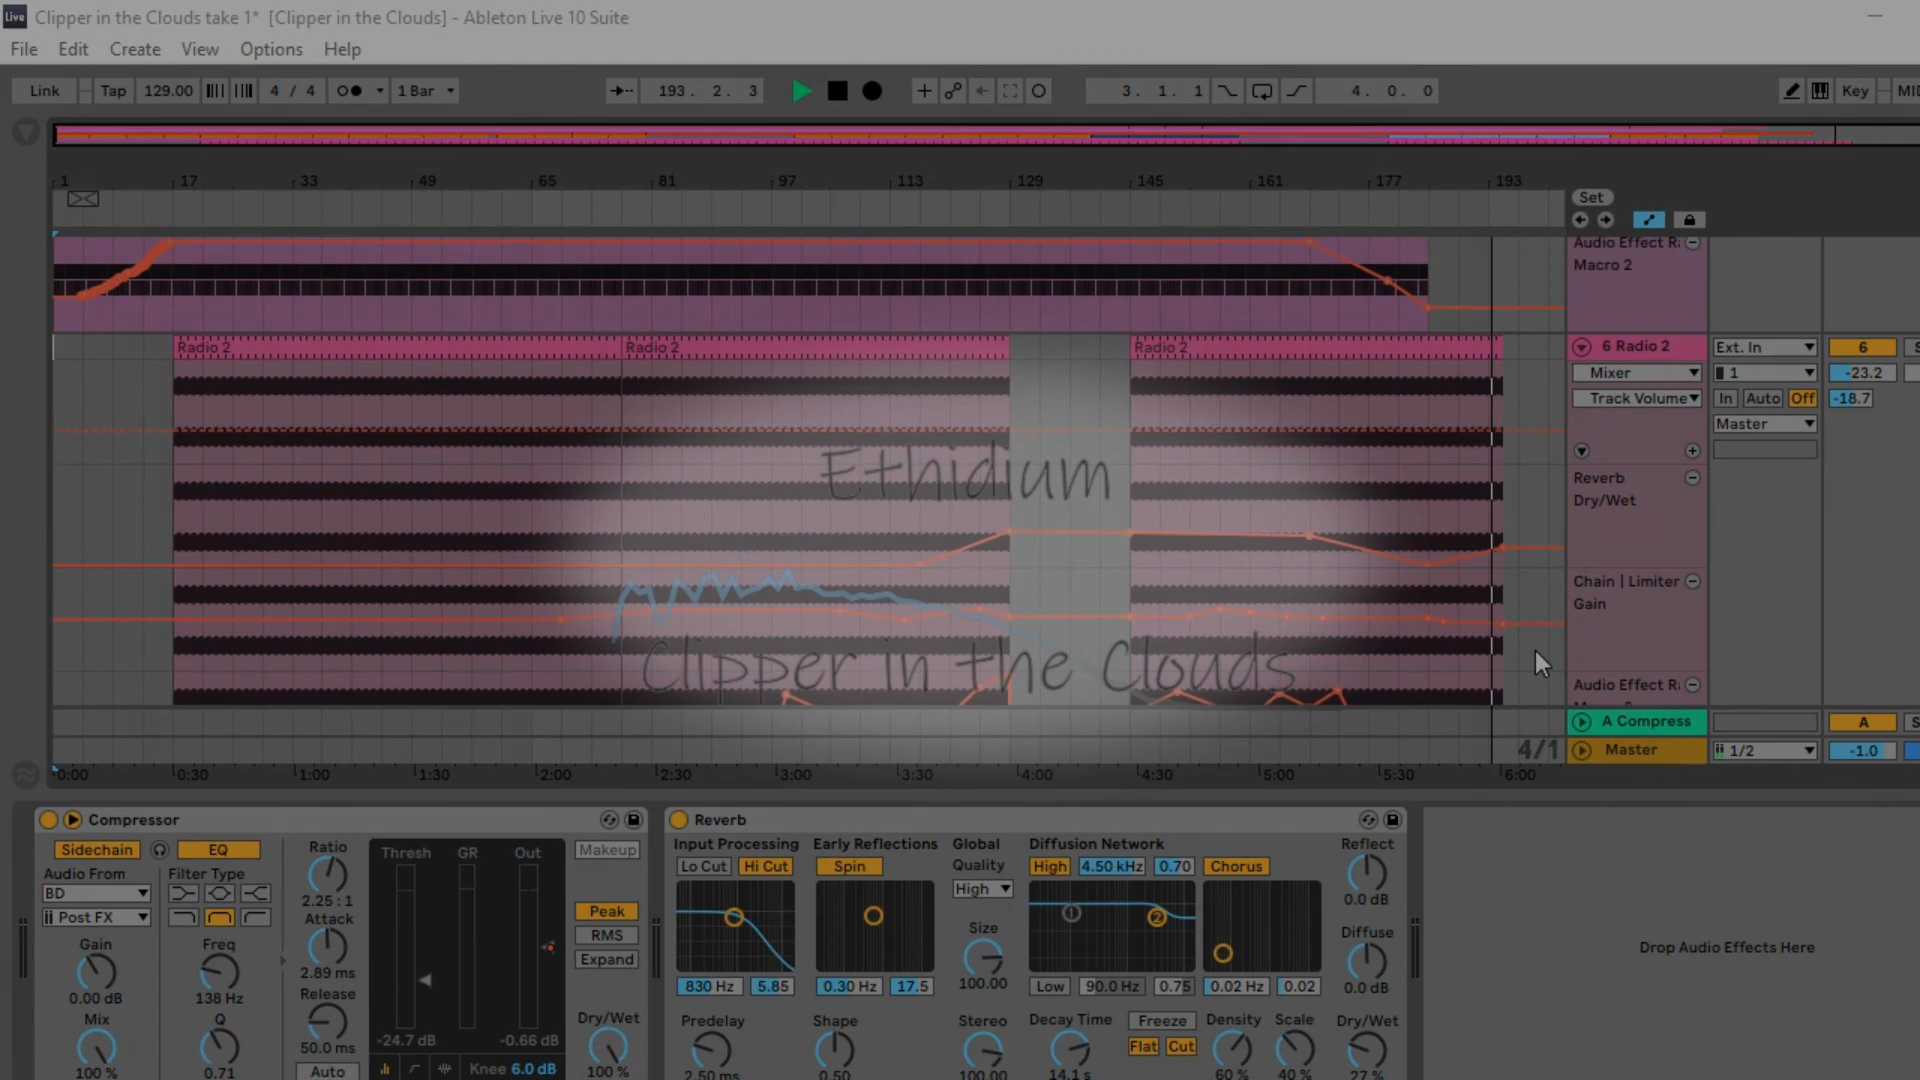 Live Clipper in the Clouds take 1* [Clipper in the Clouds] - Ableton Live 10 Suite
File Edit Create View Options Help
Link Tap 129.00 4 / 4 1 Bar 193. 2. 3 3. 1. 1 4. 0. 0 Key
1 17 33 49 65 81 97 113 129 145 161 177 193
Set
Macro 2
Radio 2 Radio 2 Radio 2 6 Radio 2 Ext. In 6
Mixer 1 -23.2
Track Volume In Auto Off -18.7
Master
Ethidium
Reverb
Dry/Wet
Chain | Limiter
Gain
Clipper in the Clouds
A Compress A
4/1 Master 1/2 -1.0
0:00 0:30 1:00 1:30 2:00 2:30 3:00 3:30 4:00 4:30 5:00 5:30 6:00
Compressor
Sidechain EQ
Audio From
BD
Post FX
Gain
0.00 dB
Mix
100 %
Filter Type
Freq
138 Hz
Q
0.71
Ratio
2.25 : 1
Attack
2.89 ms
Release
50.0 ms
Auto
Thresh GR Out
-24.7 dB -0.66 dB
Knee 6.0 dB
Makeup
Peak
RMS
Expand
Dry/Wet
100 %
Reverb
Input Processing
Lo Cut Hi Cut
830 Hz 5.85
Predelay
2.50 ms
Early Reflections
Spin
0.30 Hz 17.5
Shape
0.50
Global
Quality
High
Size
100.00
Stereo
100.00
Diffusion Network
High 4.50 kHz 0.70 Chorus
1 2
Low 90.0 Hz 0.75 0.02 Hz 0.02
Decay Time
14.1 s
Freeze
Flat Cut
Density
60 %
Scale
40 %
Reflect
0.0 dB
Diffuse
0.0 dB
Dry/Wet
27 %
Drop Audio Effects Here